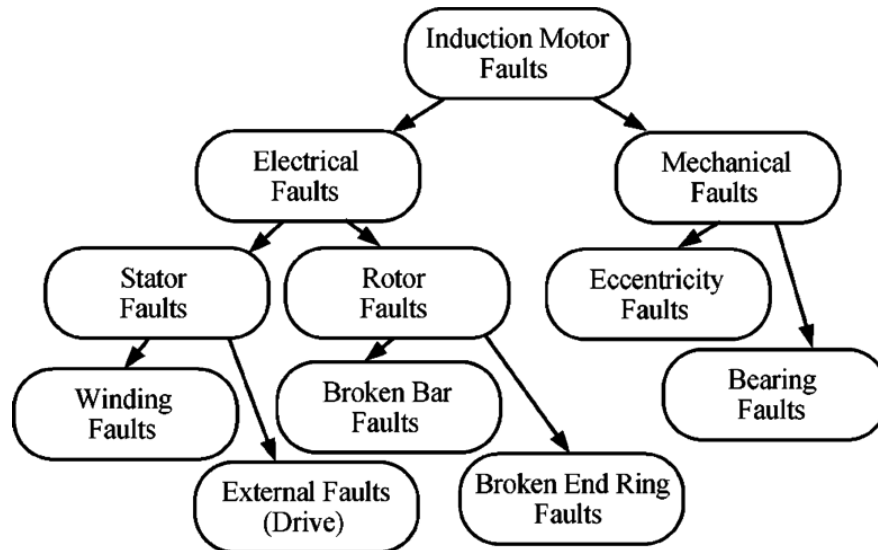 Induction Motor
Faults
Electrical
Faults
Mechanical
Faults
Stator
Faults
Rotor
Faults
Eccentricity
Faults
Winding
Faults
Broken Bar
Faults
Bearing
Faults
External Faults
(Drive)
Broken End Ring
Faults